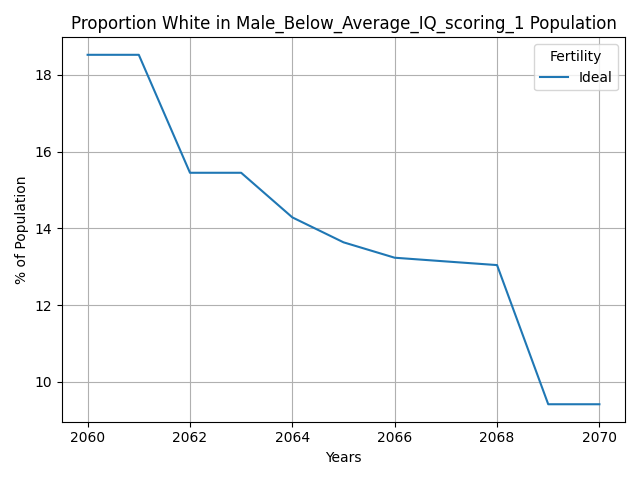 Proportion White in Male_Below_Average_IQ_scoring_1 Population
Fertility
Ideal
% of Population
18
16
14
12
10
2060
2062
2064
2066
2068
2070
Years